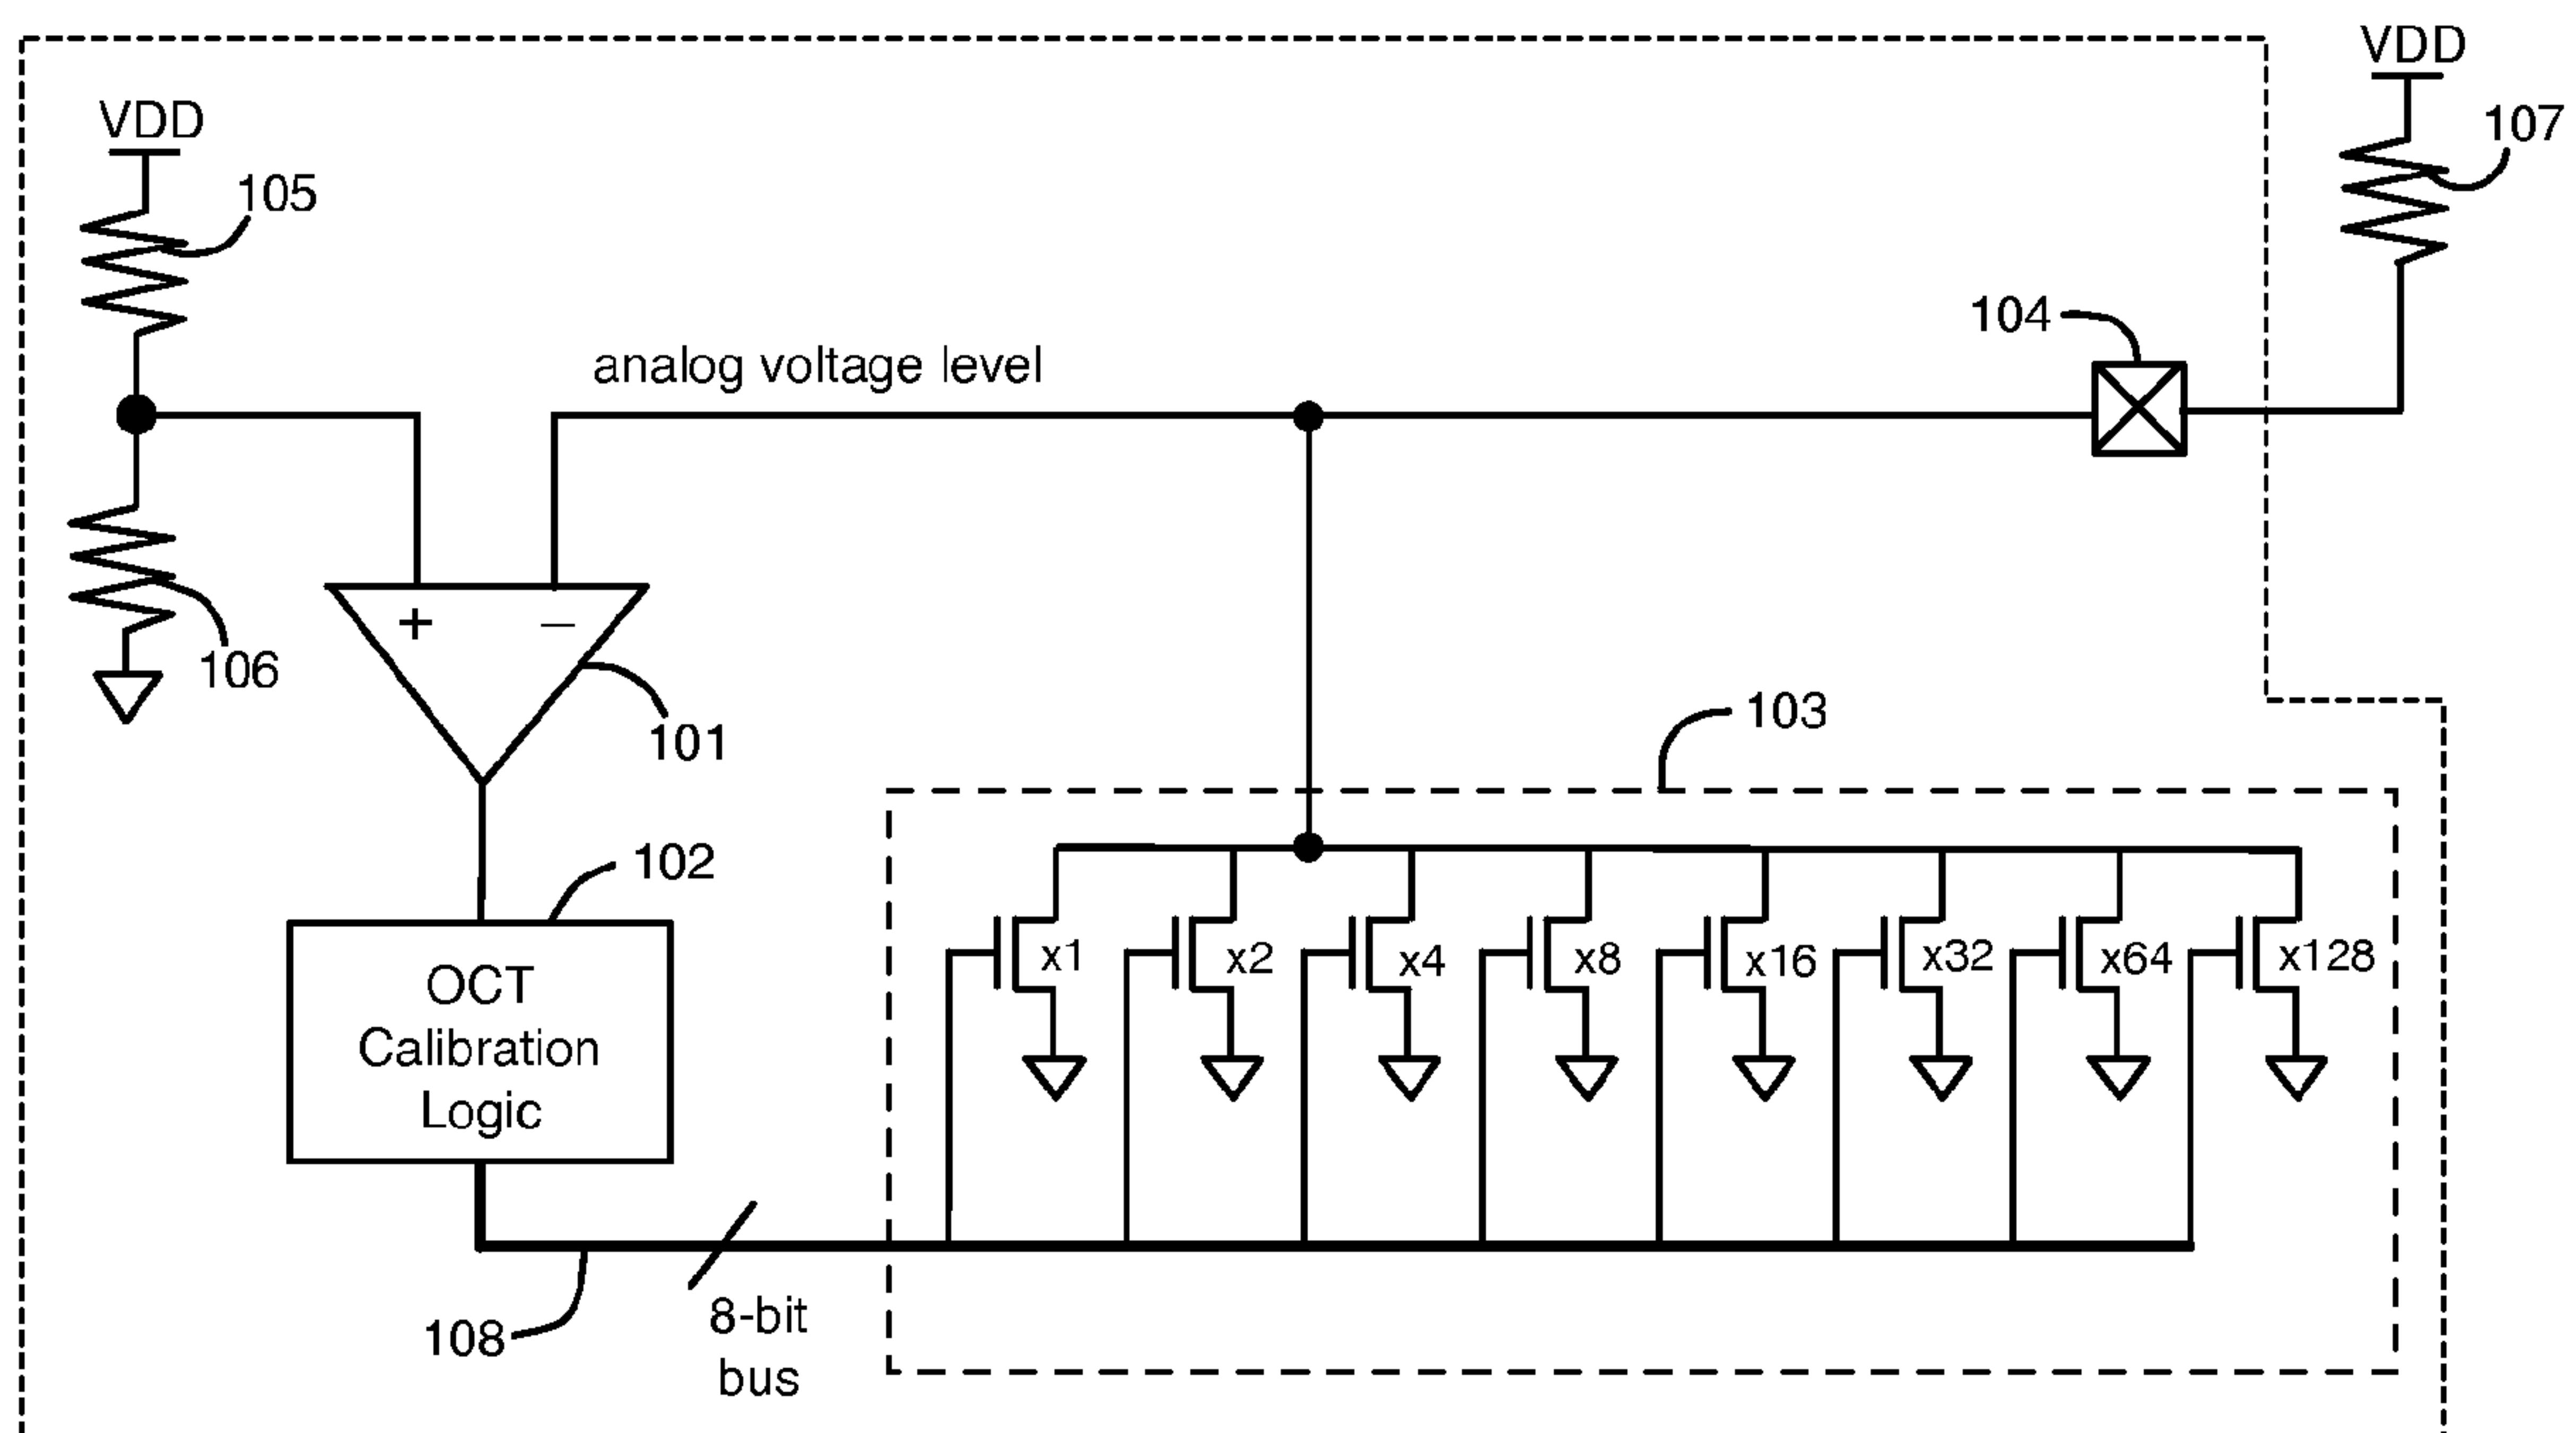 VDD
107
VDD
105
104
analog voltage level
+ –
106
101
103
102
x1 x2 x4 x8 x16 x32 x64 x128
OCT
Calibration
Logic
108
8-bit
bus